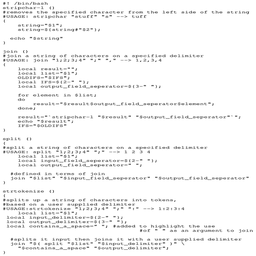 #! /bin/bash
stripcharl ()
#removes the specified character from the left side of the string
#USAGE: stripchar "stuff" "s" --> tuff
{
string="$1"
string=${string#"$2"};
echo "$string"
}
join ()
#join a string of characters on a specified delimiter
#USAGE: join "1;2;3;4" ";" "," --> 1,2,3,4
{
local result=""
local list="$1"
OLDIFS="$IFS"
local IFS=${2-" "};
local output_field_seperator=${3-" "};
for element in $list;
do
result="$result$output_field_seperator$element";
done;
result="`stripcharl "$result" "$output_field_seperator"`";
echo "$result";
IFS="$OLDIFS"
}
split ()
{
#split a string of characters on a specified delimiter
#USAGE: split "1;2;3;4" ";" --> 1 2 3 4
local list="$1"
local input_field_seperator=${2-" "};
local output_field_seperator=" ";
#defined in terms of join
join "$list" "$input_field_seperator" "$output_field_seperator"
}
strtokenize ()
{
#splits up a string of characters into tokens,
#based on a user supplied delimiter
#USAGE:strtokenize "1;2;3;4" ";" ":" --> 1:2:3:4
local list="$1"
local input_delimiter=${2-" "};
local output_delimiter=${3-" "};
local contains_a_space=" "; #added to highlight the use
#of " " as an argument to join
#splits it input then joins it with a user supplied delimiter
join "$( split "$list" "$input_delimiter" )" \
"$contains_a_space" "$output_delimiter";
}